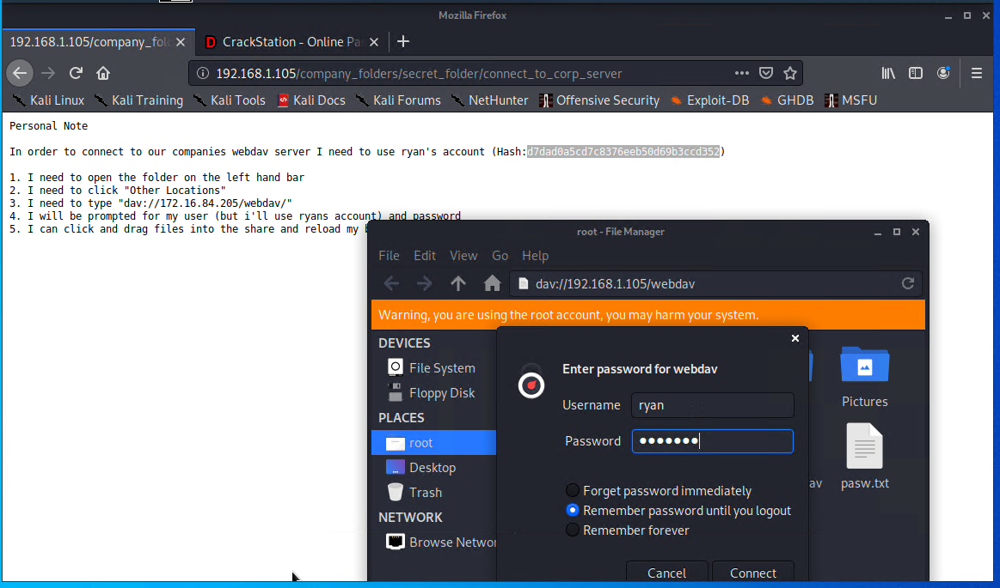 Mozilla Firefox
192.168.1.105/company_fol
CrackStation - Online Pa
192.168.1.105/company_folders/secret_folder/connect_to_corp_server
Kali Linux Kali Training Kali Tools Kali Docs Kali Forums NetHunter Offensive Security Exploit-DB GHDB MSFU
Personal Note
In order to connect to our companies webdav server I need to use ryan's account (Hash:d7dad0a5cd7c8376eeb50d69b3ccd352)
1. I need to open the folder on the left hand bar
2. I need to click "Other Locations"
3. I need to type "dav://172.16.84.205/webdav/"
4. I will be prompted for my user (but i'll use ryans account) and password
5. I can click and drag files into the share and reload my
root - File Manager
File Edit View Go Help
dav://192.168.1.105/webdav
Warning, you are using the root account, you may harm your system.
DEVICES
File System
Floppy Disk
PLACES
root
Desktop
Trash
NETWORK
Browse Networ
Pictures
av
pasw.txt
Enter password for webdav
Username ryan
Password
Forget password immediately
Remember password until you logout
Remember forever
Cancel Connect